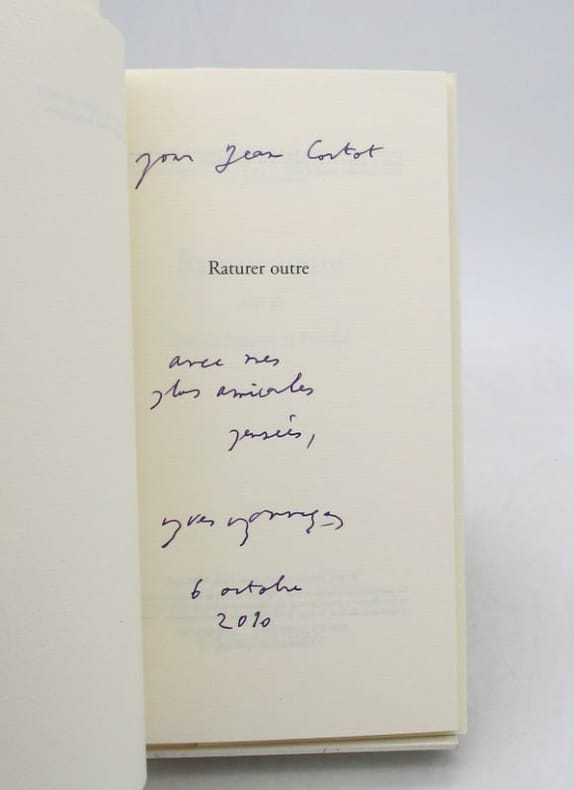 pour Jean Cortot
Raturer outre
avec mes
plus amicales
pensées,
Yves Bonnefoy
6 octobre
2010